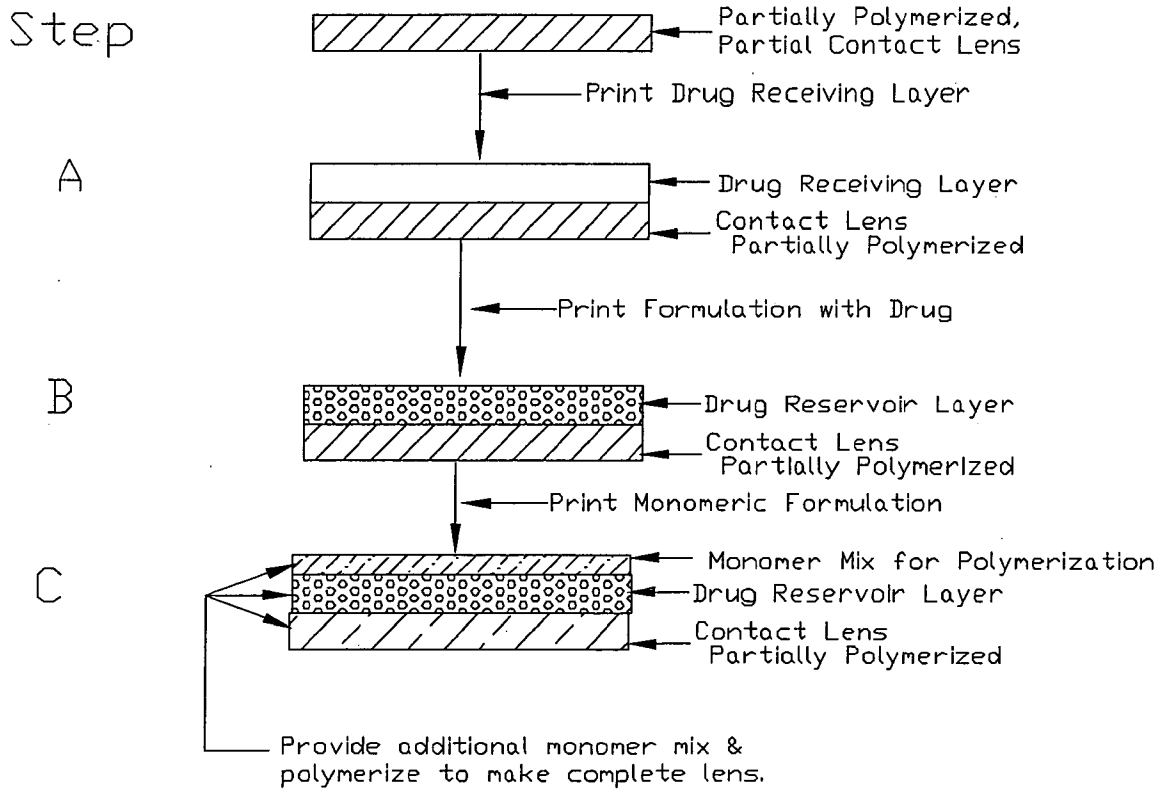 Step
Partially Polymerized,
Partial Contact Lens
Print Drug Receiving Layer
A
Drug Receiving Layer
Contact Lens
Partially Polymerized
Print Formulation with Drug
B
Drug Reservoir Layer
Contact Lens
Partially Polymerized
Print Monomeric Formulation
C
Monomer Mix for Polymerization
Drug Reservoir Layer
Contact Lens
Partially Polymerized
Provide additional monomer mix &
polymerize to make complete lens.